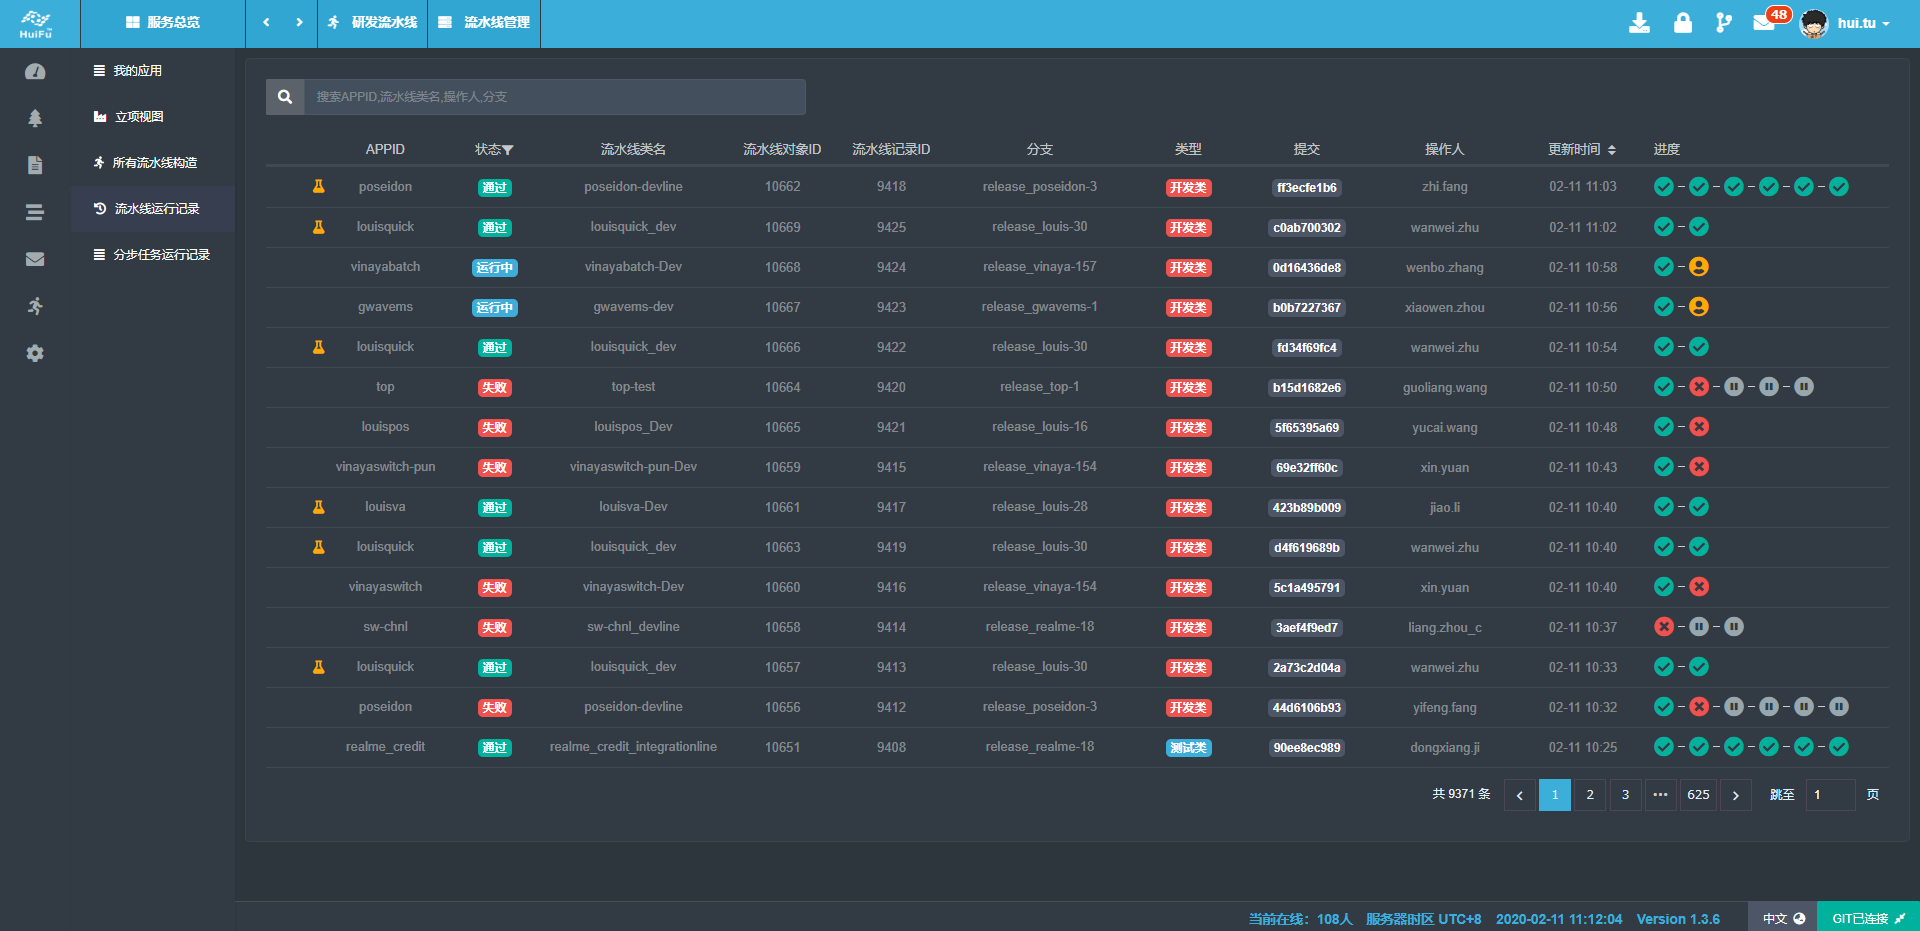 HuiFu
服务总览
研发流水线
流水线管理
48
hui.tu
我的应用
立项视图
所有流水线构造
流水线运行记录
分步任务运行记录
搜索APPID,流水线类名,操作人,分支
APPID 状态 流水线类名 流水线对象ID 流水线记录ID 分支 类型 提交 操作人 更新时间 进度
poseidon 通过 poseidon-devline 10662 9418 release_poseidon-3 开发类 ff3ecfe1b6 zhi.fang 02-11 11:03
louisquick 通过 louisquick_dev 10669 9425 release_louis-30 开发类 c0ab700302 wanwei.zhu 02-11 11:02
vinayabatch 运行中 vinayabatch-Dev 10668 9424 release_vinaya-157 开发类 0d16436de8 wenbo.zhang 02-11 10:58
gwavems 运行中 gwavems-dev 10667 9423 release_gwavems-1 开发类 b0b7227367 xiaowen.zhou 02-11 10:56
louisquick 通过 louisquick_dev 10666 9422 release_louis-30 开发类 fd34f69fc4 wanwei.zhu 02-11 10:54
top 失败 top-test 10664 9420 release_top-1 开发类 b15d1682e6 guoliang.wang 02-11 10:50
louispos 失败 louispos_Dev 10665 9421 release_louis-16 开发类 5f65395a69 yucai.wang 02-11 10:48
vinayaswitch-pun 失败 vinayaswitch-pun-Dev 10659 9415 release_vinaya-154 开发类 69e32ff60c xin.yuan 02-11 10:43
louisva 通过 louisva-Dev 10661 9417 release_louis-28 开发类 423b89b009 jiao.li 02-11 10:40
louisquick 通过 louisquick_dev 10663 9419 release_louis-30 开发类 d4f619689b wanwei.zhu 02-11 10:40
vinayaswitch 失败 vinayaswitch-Dev 10660 9416 release_vinaya-154 开发类 5c1a495791 xin.yuan 02-11 10:40
sw-chnl 失败 sw-chnl_devline 10658 9414 release_realme-18 开发类 3aef4f9ed7 liang.zhou_c 02-11 10:37
louisquick 通过 louisquick_dev 10657 9413 release_louis-30 开发类 2a73c2d04a wanwei.zhu 02-11 10:33
poseidon 失败 poseidon-devline 10656 9412 release_poseidon-3 开发类 44d6106b93 yifeng.fang 02-11 10:32
realme_credit 通过 realme_credit_integrationline 10651 9408 release_realme-18 测试类 90ee8ec989 dongxiang.ji 02-11 10:25
共 9371 条 1 2 3 ••• 625 跳至 1 页
当前在线：108人 服务器时区 UTC+8 2020-02-11 11:12:04 Version 1.3.6 中文 GIT已连接